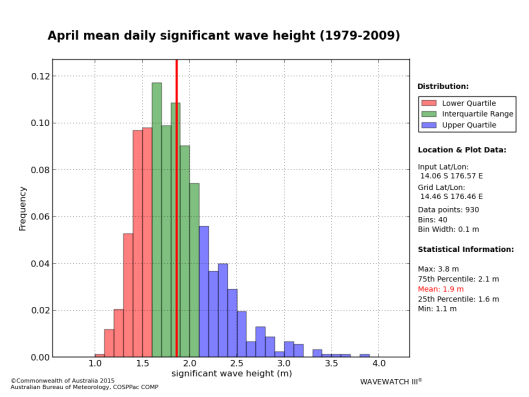 April mean daily significant wave height (1979-2009)
0.12
0.10
0.08
0.06
0.04
0.02
0.00
Frequency
1.0 1.5 2.0 2.5 3.0 3.5 4.0
significant wave height (m)
Distribution:
Lower Quartile
Interquartile Range
Upper Quartile
Location & Plot Data:
Input Lat/Lon:
14.06 S 176.57 E
Grid Lat/Lon:
14.46 S 176.46 E
Data points: 930
Bins: 40
Bin Width: 0.1 m
Statistical Information:
Max: 3.8 m
75th Percentile: 2.1 m
Mean: 1.9 m
25th Percentile: 1.6 m
Min: 1.1 m
©Commonwealth of Australia 2015
Australian Bureau of Meteorology, COSPPac COMP
WAVEWATCH III®